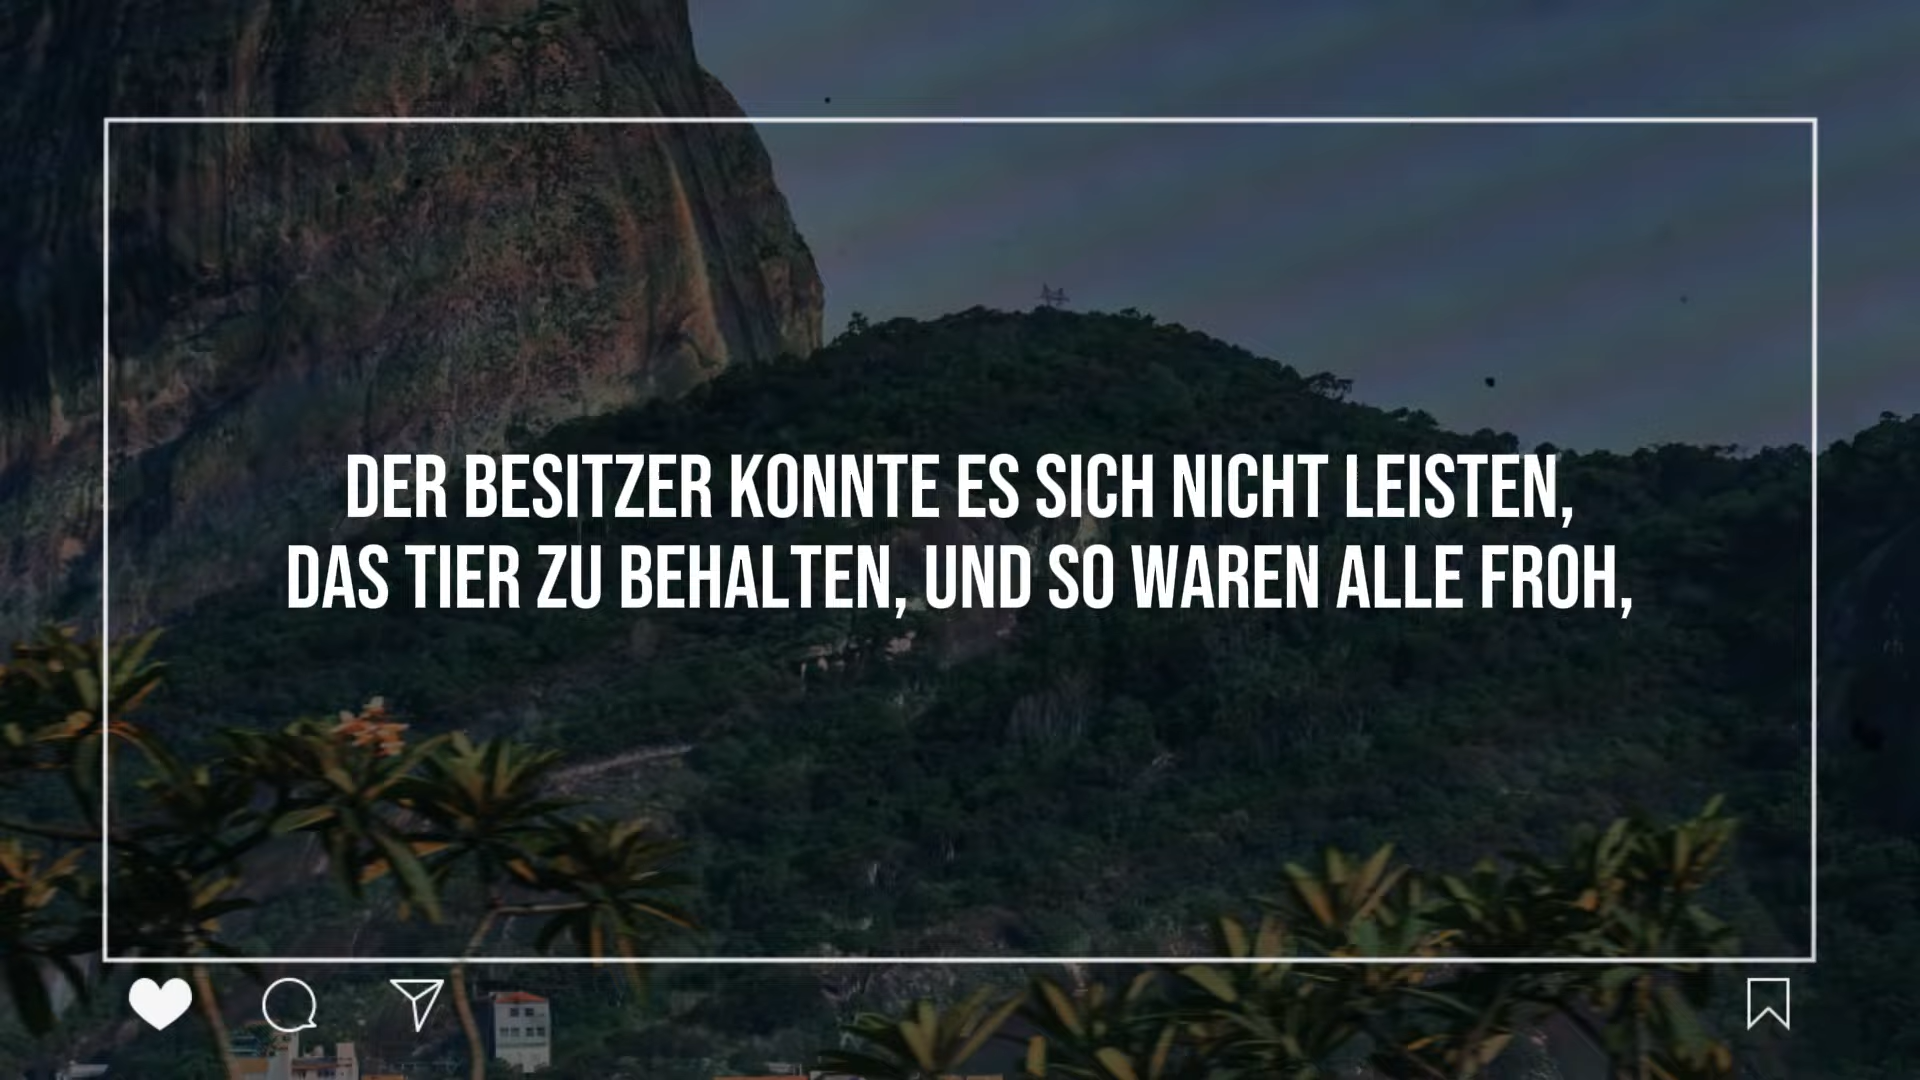 DER BESITZER KONNTE ES SICH NICHT LEISTEN,
DAS TIER ZU BEHALTEN, UND SO WAREN ALLE FROH,